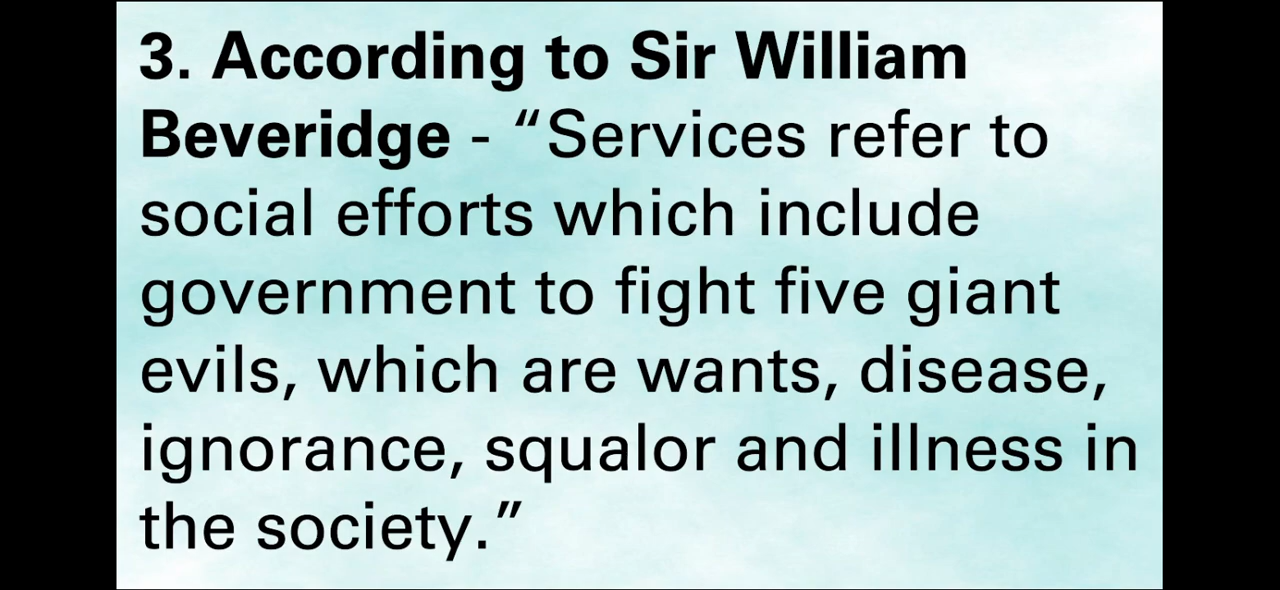 3. According to Sir William
Beveridge - “Services refer to
social efforts which include
government to fight five giant
evils, which are wants, disease,
ignorance, squalor and illness in
the society.”